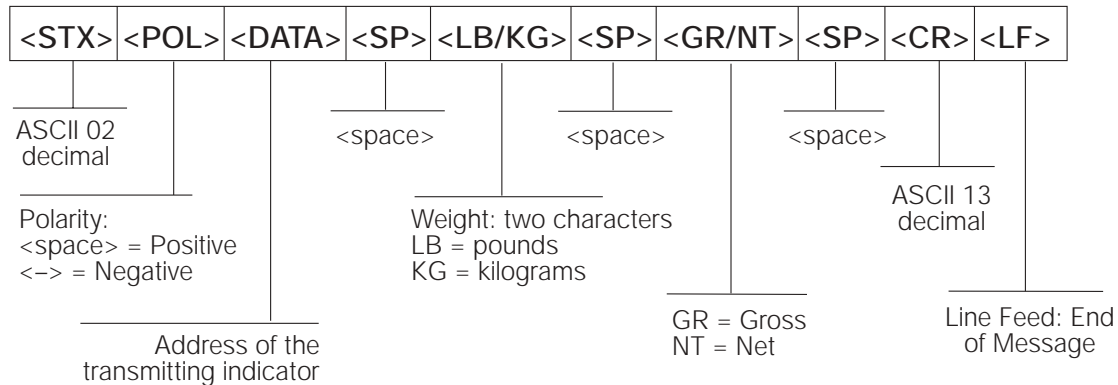 <STX> <POL> <DATA> <SP> <LB/KG> <SP> <GR/NT> <SP> <CR> <LF>
ASCII 02
decimal
<space>
<space>
<space>
Polarity:
<space> = Positive
<–> = Negative
Weight: two characters
LB = pounds
KG = kilograms
ASCII 13
decimal
Address of the
transmitting indicator
GR = Gross
NT = Net
Line Feed: End
of Message